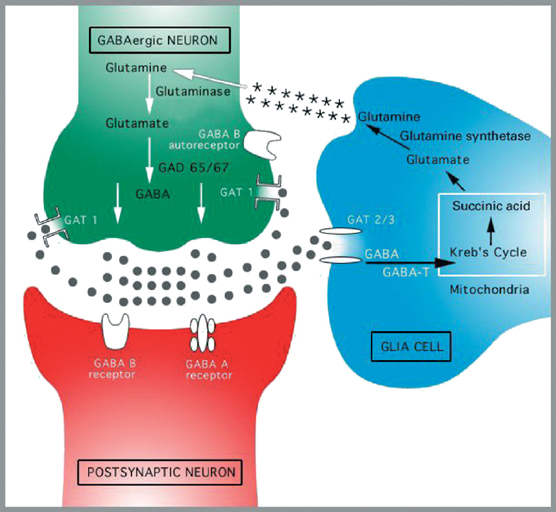 GABAergic NEURON
Glutamine
Glutaminase
Glutamate
GABA B
autoreceptor
GAD 65/67
GABA
GAT 1
GAT 1
Glutamine
Glutamine synthetase
Glutamate
Succinic acid
GAT 2/3
GABA
GABA-T
Kreb's Cycle
Mitochondria
GLIA CELL
GABA B
receptor
GABA A
receptor
POSTSYNAPTIC NEURON